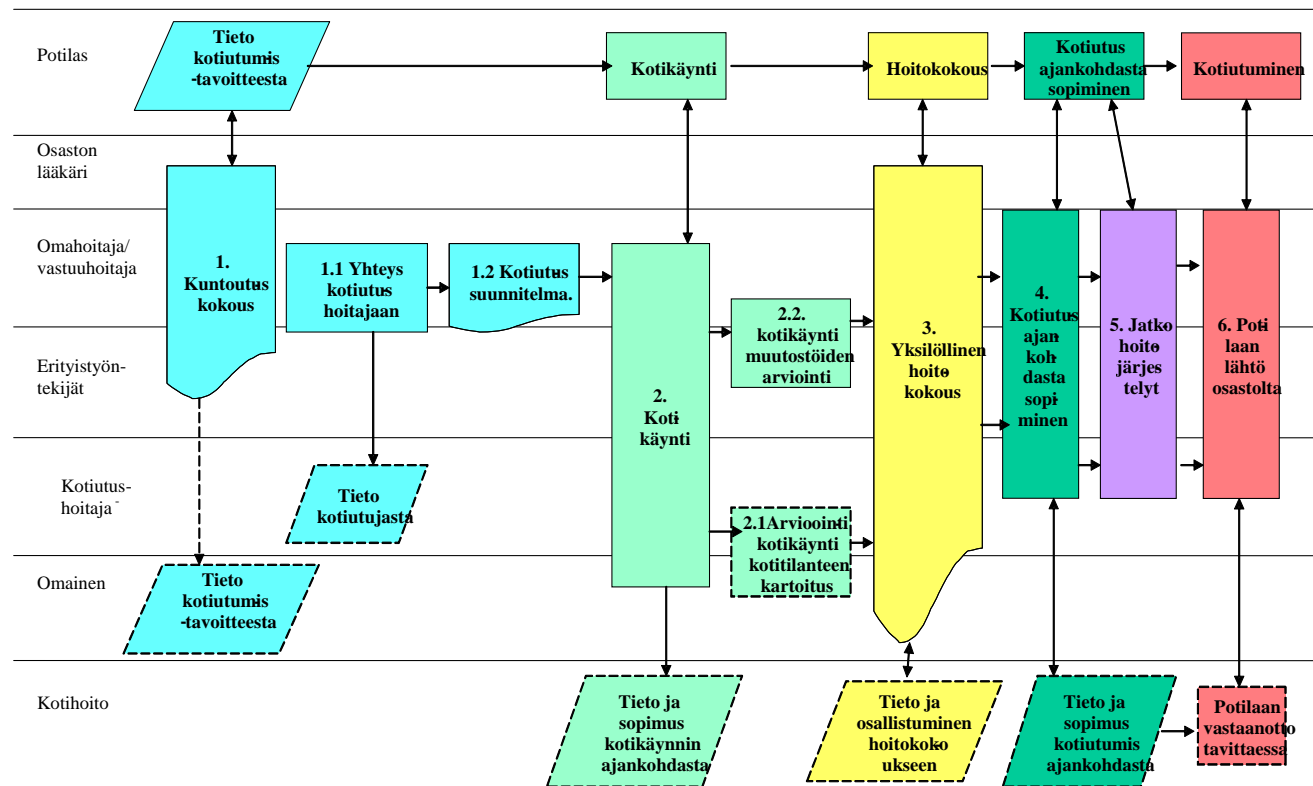 Potilas
Tieto
kotiutumis
-tavoitteesta
Kotikäynti
Hoitokokous
Kotiutus
ajankohdasta
sopiminen
Kotiutuminen
Osaston
lääkäri
Omahoitaja/
vastuuhoitaja
1.
Kuntoutus
kokous
1.1 Yhteys
kotiutus
hoitajaan
1.2 Kotiutus
suunnitelma.
2.
Koti
käynti
2.2.
kotikäynti
muutostöiden
arviointi
3.
Yksilöllinen
hoito
kokous
4.
Kotiutus
ajan
koh
dasta
sopi
minen
5. Jatko
hoito
järjes
telyt
6. Poti
laan
lähtö
osastolta
Erityistyön-
tekijät
Kotiutus-
hoitaja -
Tieto
kotiutujasta
2.1Arvioointi
kotikäynti
kotitilanteen
kartoitus
Omainen
Tieto
kotiutumis
-tavoitteesta
Kotihoito
Tieto ja
sopimus
kotikäynnin
ajankohdasta
Tieto ja
osallistuminen
hoitokoko
ukseen
Tieto ja
sopimus
kotiutumis
ajankohdasta
Potilaan
vastaanotto
tavittaessa